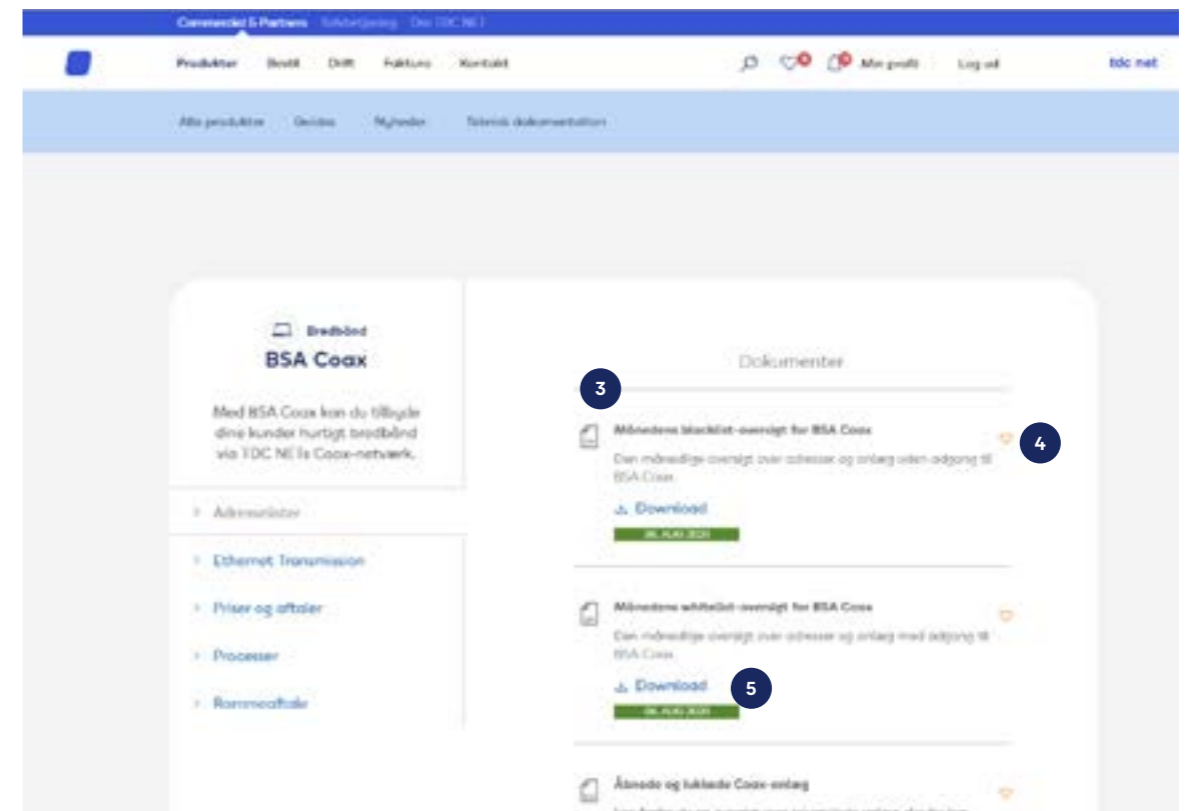 Commercial & Partners Selvbetjening Om TDC NET
Produkter Bestil Drift Faktura Kontakt
Min profil Log ud
tdc net
Alle produkter Guides Nyheder Teknisk dokumentation
Bredbånd
BSA Coax
Med BSA Coax kan du tilbyde
dine kunder hurtigt bredbånd
via TDC NETs Coax-netværk.
Adresselister
Ethernet Transmission
Priser og aftaler
Processer
Rammeaftale
Dokumenter
3
Månedens blacklist-oversigt for BSA Coax
4
Den månedlige oversigt over adresser og anlæg uden adgang til
BSA Coax.
Download
Månedens whitelist-oversigt for BSA Coax
Den månedlige oversigt over adresser og anlæg med adgang til
BSA Coax.
Download
5
Åbnede og lukkede Coax-anlæg